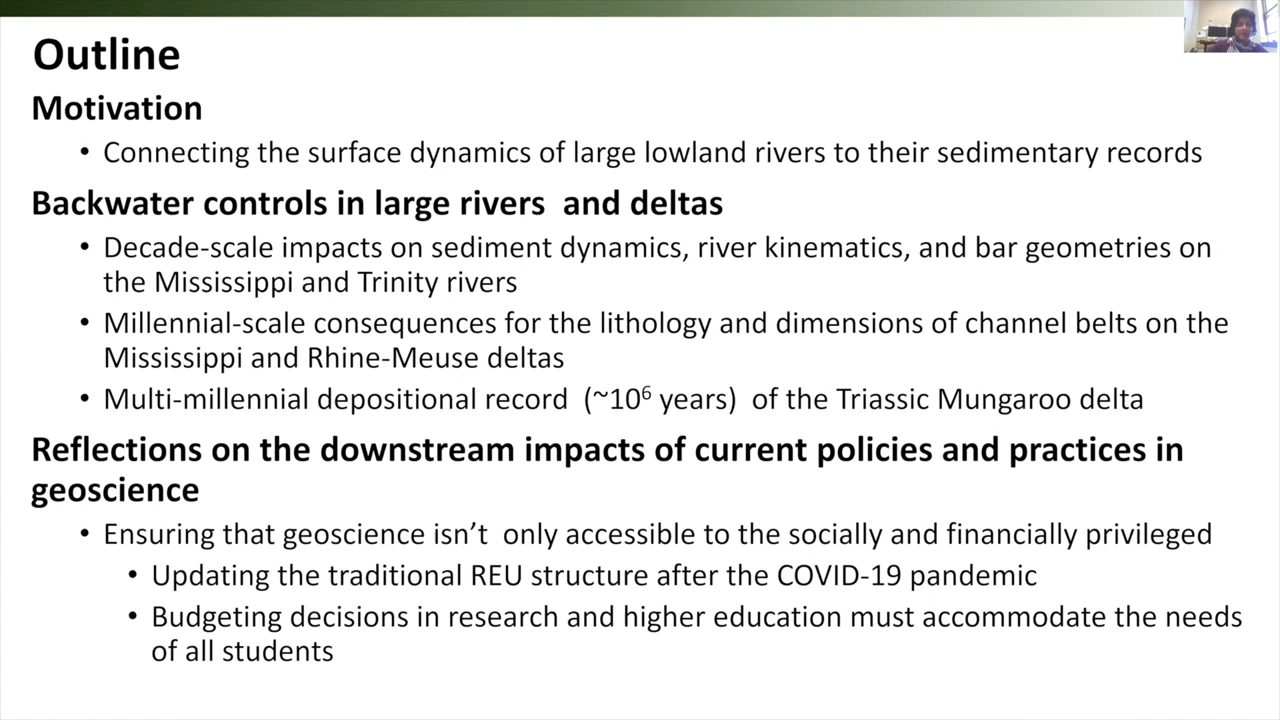 Outline
Motivation
• Connecting the surface dynamics of large lowland rivers to their sedimentary records
Backwater controls in large rivers  and deltas
• Decade-scale impacts on sediment dynamics, river kinematics, and bar geometries on
the Mississippi and Trinity rivers
• Millennial-scale consequences for the lithology and dimensions of channel belts on the
Mississippi and Rhine-Meuse deltas
• Multi-millennial depositional record  (~10⁶ years)  of the Triassic Mungaroo delta
Reflections on the downstream impacts of current policies and practices in
geoscience
• Ensuring that geoscience isn’t  only accessible to the socially and financially privileged
• Updating the traditional REU structure after the COVID-19 pandemic
• Budgeting decisions in research and higher education must accommodate the needs
of all students